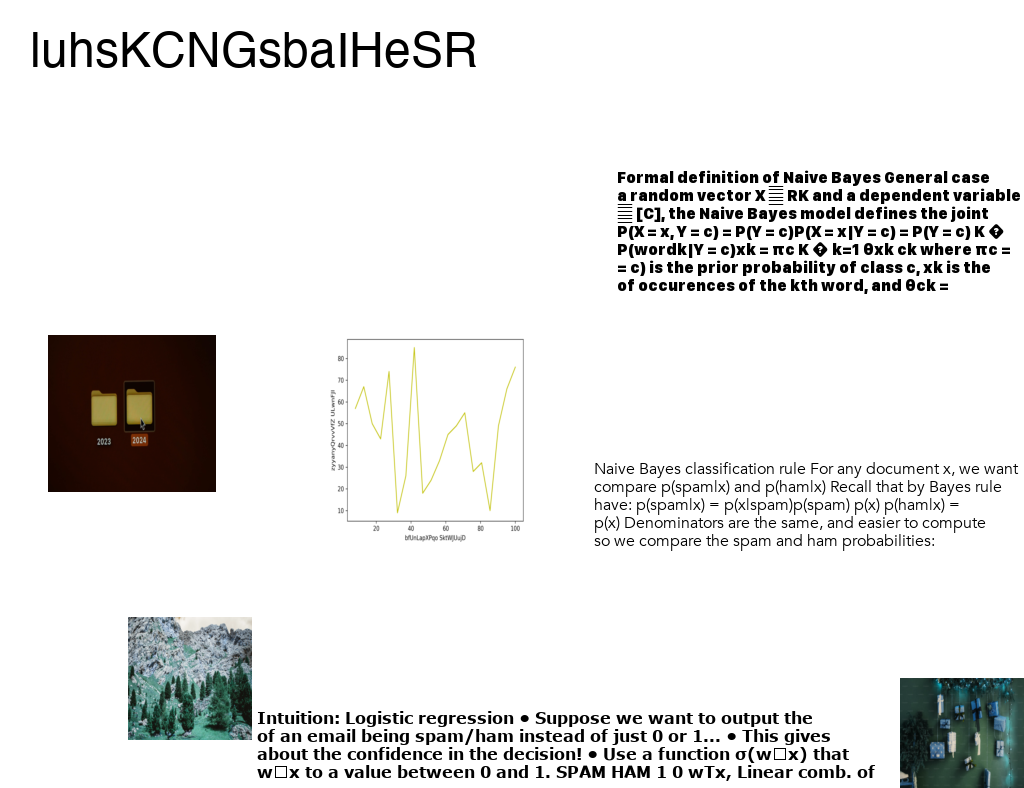 luhsKCNGsbaIHeSR
Formal definition of Naive Bayes General case
a random vector X RK and a dependent variable
[C], the Naive Bayes model defines the joint
P(X = x, Y = c) = P(Y = c)P(X = x|Y = c) = P(Y = c) K �
P(wordk|Y = c)xk = πc K � k=1 θxk ck where πc =
= c) is the prior probability of class c, xk is the
of occurences of the kth word, and θck =
2023
2024
80
70
60
50
40
30
20
10
20 40 60 80 100
bfUnLapXPqo SktWJUujD
Naive Bayes classification rule For any document x, we want
compare p(spam|x) and p(ham|x) Recall that by Bayes rule
have: p(spam|x) = p(x|spam)p(spam) p(x) p(ham|x) =
p(x) Denominators are the same, and easier to compute
so we compare the spam and ham probabilities:
Intuition: Logistic regression • Suppose we want to output the
of an email being spam/ham instead of just 0 or 1... • This gives
about the confidence in the decision! • Use a function σ(w□x) that
w□x to a value between 0 and 1. SPAM HAM 1 0 wTx, Linear comb. of